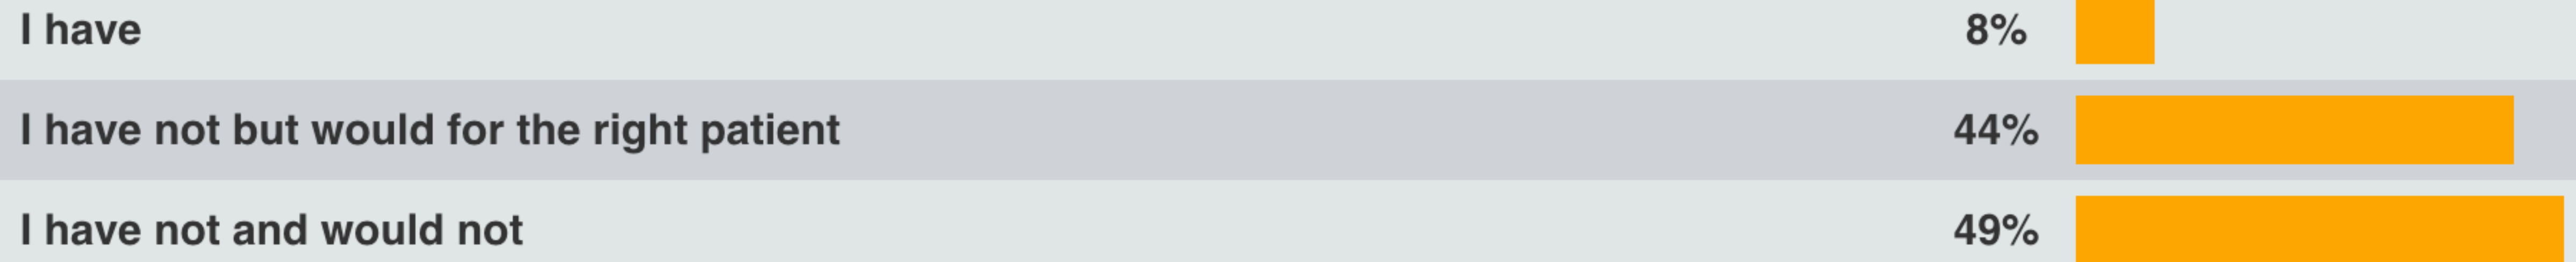 I have 8%
I have not but would for the right patient 44%
I have not and would not 49%